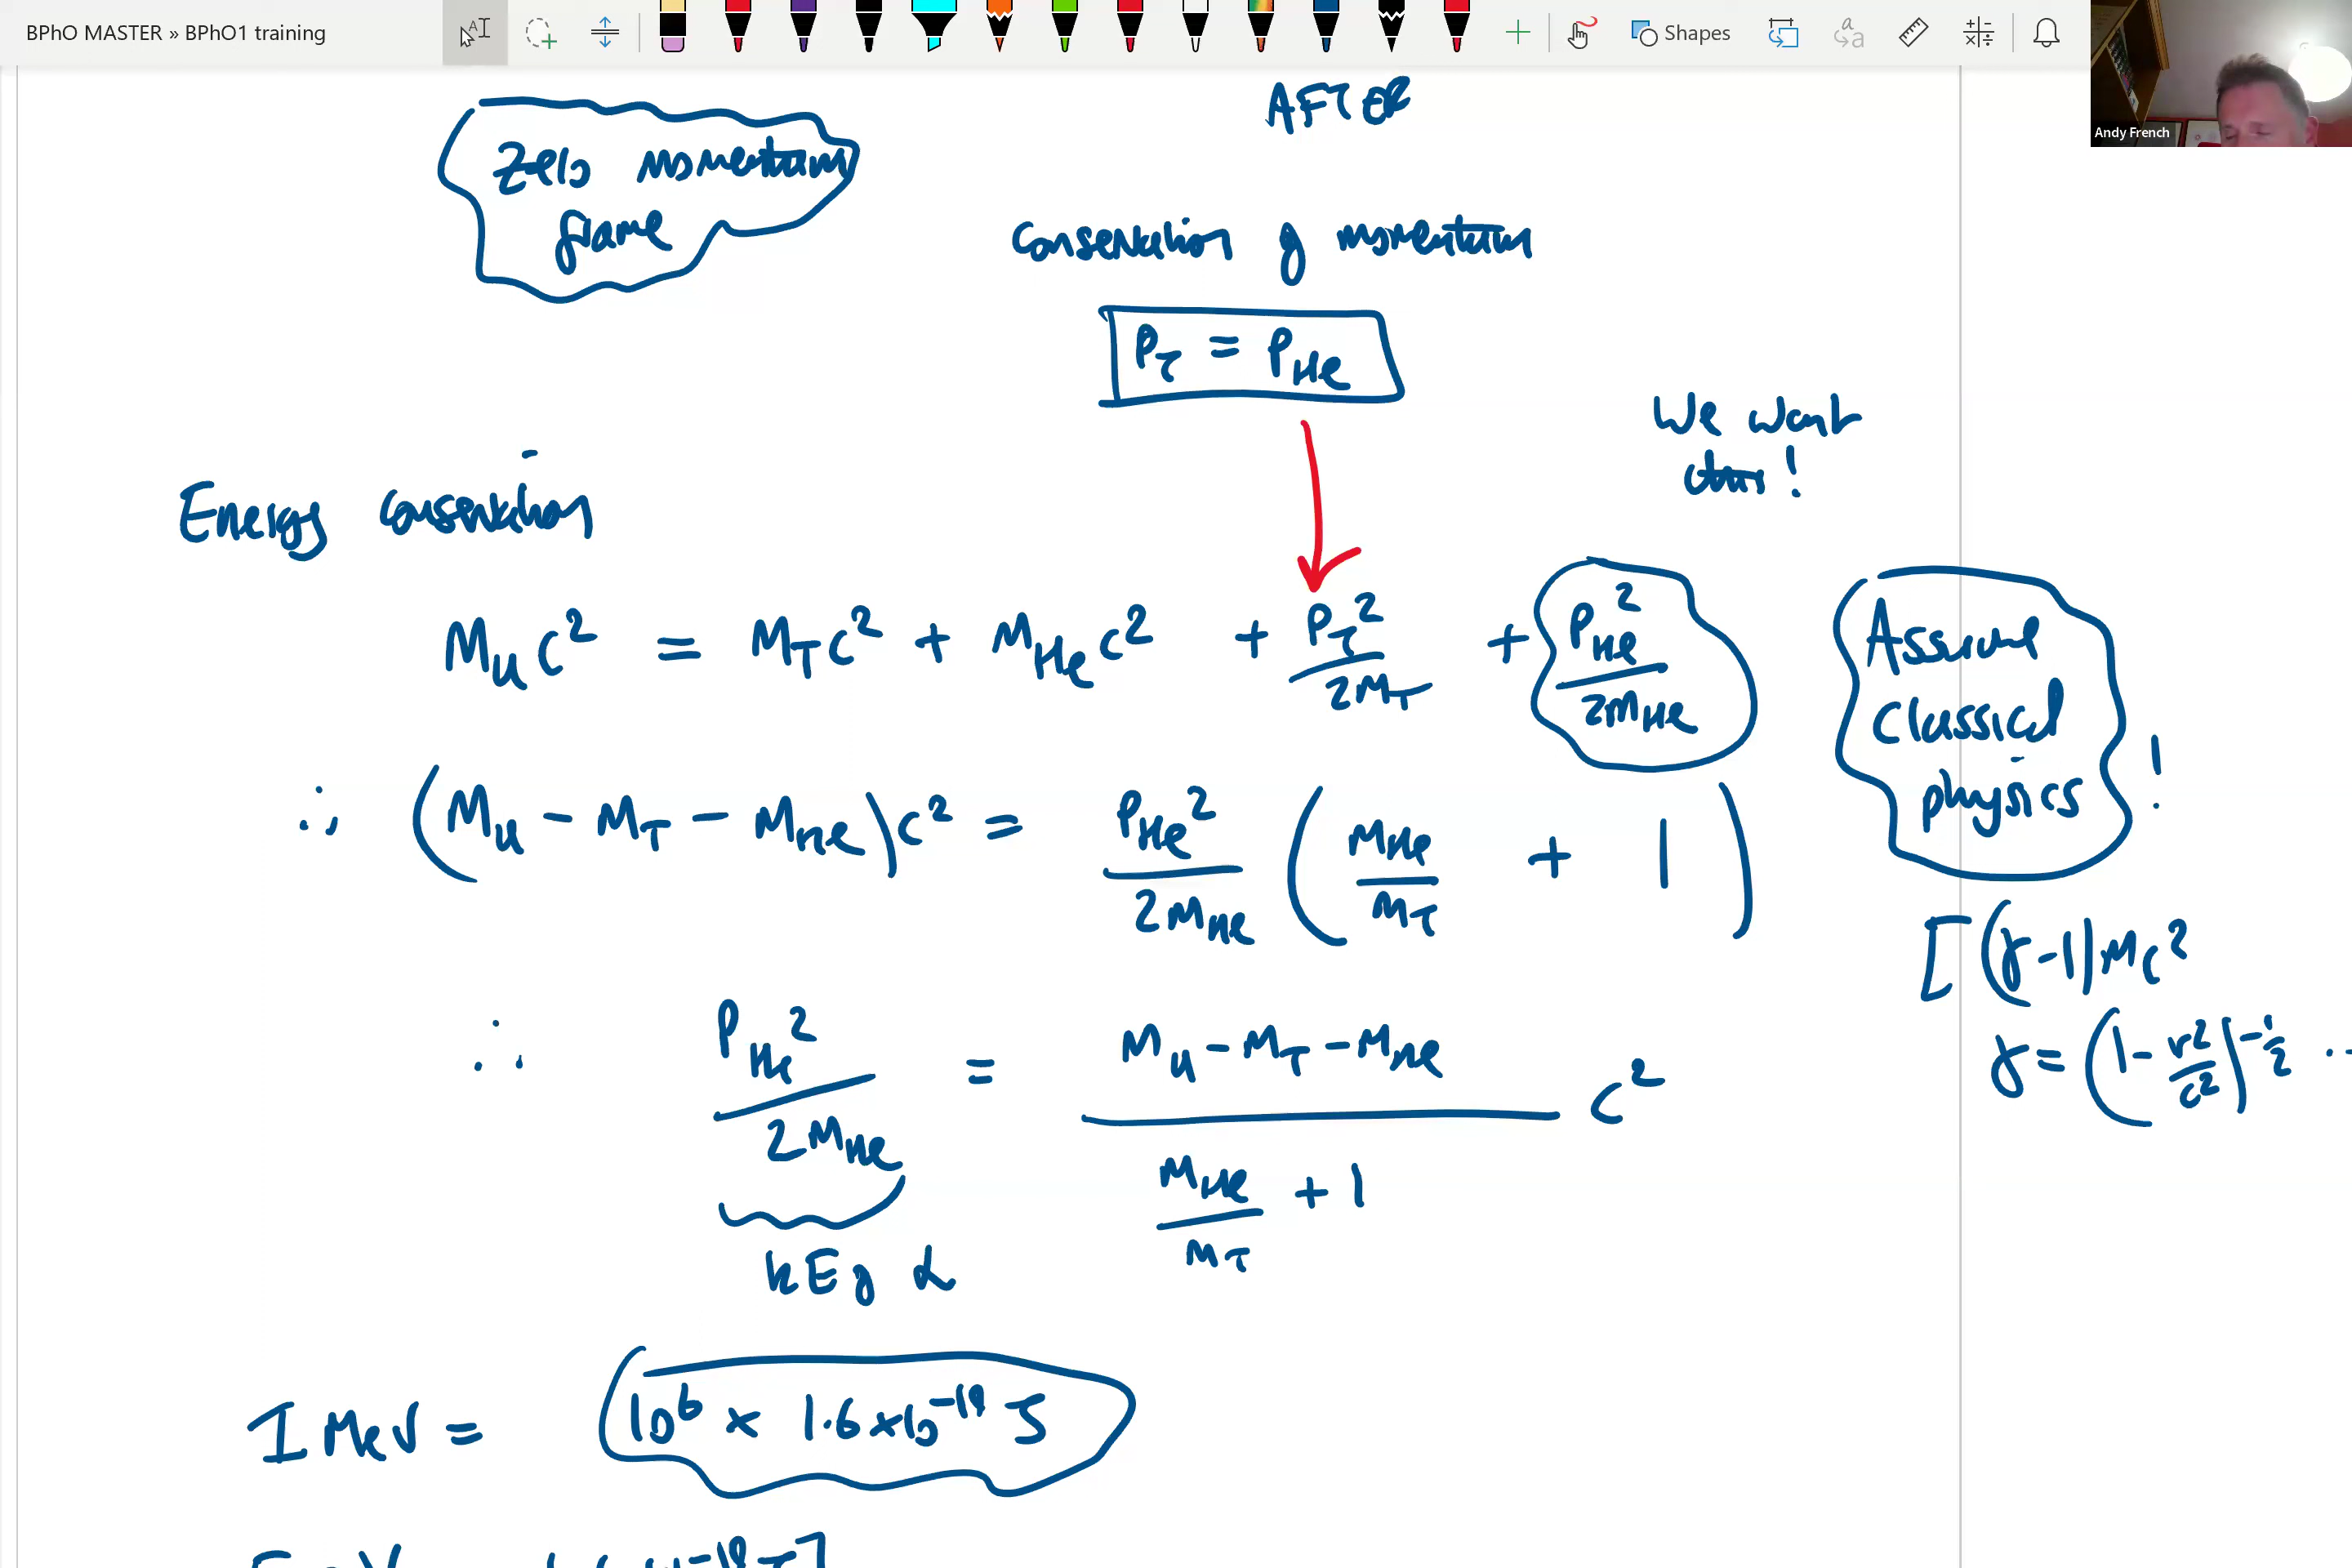 BPhO MASTER » BPhO1 training
Shapes
Andy French
AFTER
Zero momentum
frame
Conservation of momentum
P_T = P_He
We want
this!
Energy conservation
M_U c² = M_T c² + M_He c² + P_T²/2M_T + P_He²/2M_He
Assume
classical
physics !
∴ (M_U - M_T - M_He)c² = P_He²/2M_He (M_He/M_T + 1)
[(γ-1)Mc²
γ = (1 - v²/c²)^-½ ..
∴ P_He²/2M_He = (M_U - M_T - M_He)/(M_He/M_T + 1) c²
KE of α
1 MeV = 10⁶ x 1.6x10⁻¹⁹ J